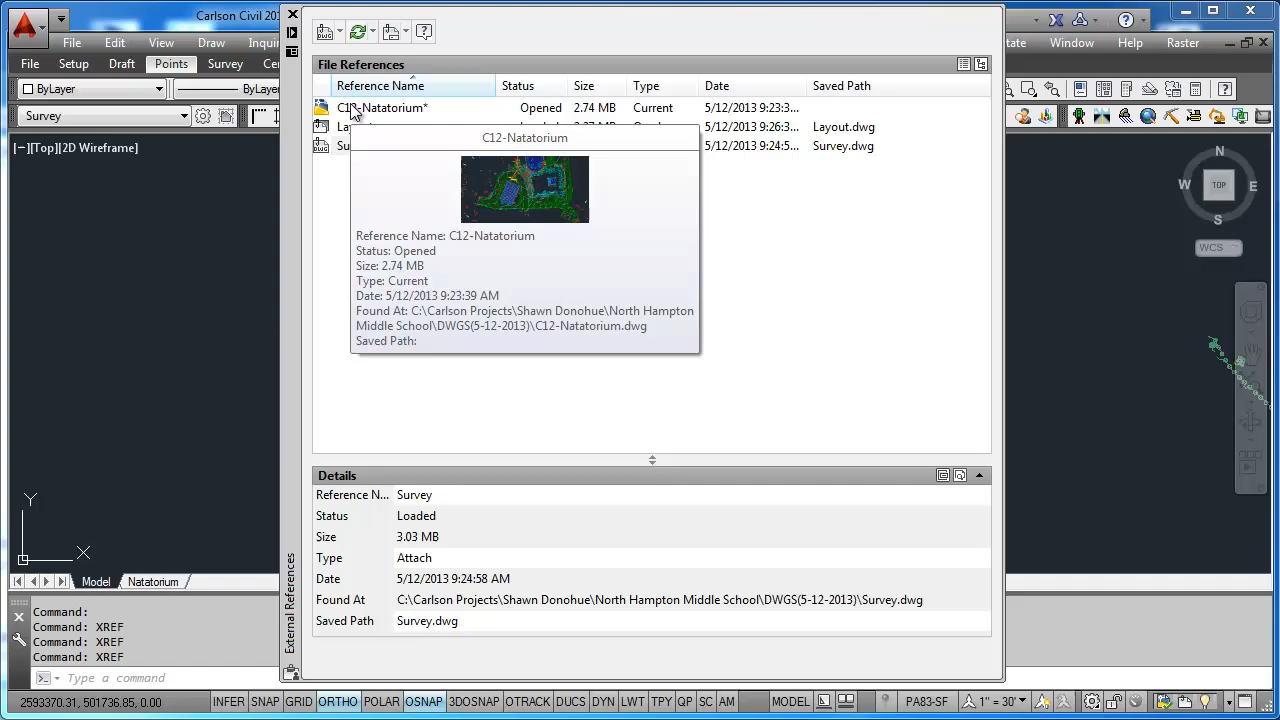 Carlson Civil 201
File Edit View Draw Inquir
Window Help Raster
File Setup Draft Points Survey
ByLayer
ByLayer
Survey
[−][Top][2D Wireframe]
File References
Reference Name Status Size Type Date Saved Path
C12-Natatorium* Opened 2.74 MB Current 5/12/2013 9:23:3...
5/12/2013 9:26:3... Layout.dwg
5/12/2013 9:24:5... Survey.dwg
C12-Natatorium
Reference Name: C12-Natatorium
Status: Opened
Size: 2.74 MB
Type: Current
Date: 5/12/2013 9:23:39 AM
Found At: C:\Carlson Projects\Shawn Donohue\North Hampton
Middle School\DWGS(5-12-2013)\C12-Natatorium.dwg
Saved Path:
N
W TOP E
S
WCS
Details
Reference N... Survey
Status Loaded
Size 3.03 MB
Type Attach
Date 5/12/2013 9:24:58 AM
Found At C:\Carlson Projects\Shawn Donohue\North Hampton Middle School\DWGS(5-12-2013)\Survey.dwg
Saved Path Survey.dwg
External References
Y
X
Model Natatorium
Command:
Command: XREF
Command: XREF
Command: XREF
Type a command
2593370.31, 501736.85, 0.00 INFER SNAP GRID ORTHO POLAR OSNAP 3DOSNAP OTRACK DUCS DYN LWT TPY QP SC AM MODEL PA83-SF 1" = 30'